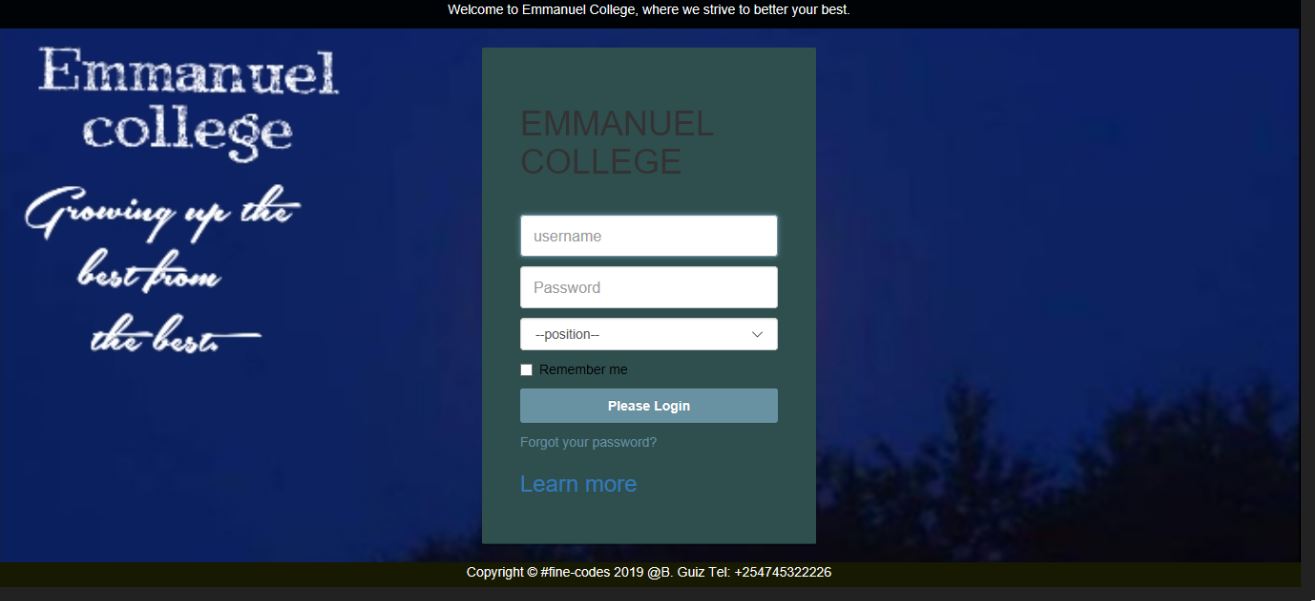 Welcome to Emmanuel College, where we strive to better your best.
Emmanuel
college
Growing up the
best from
the best.
EMMANUEL
COLLEGE
username
Password
--position--
Remember me
Please Login
Forgot your password?
Learn more
Copyright © #fine-codes 2019 @B. Guiz Tel: +254745322226